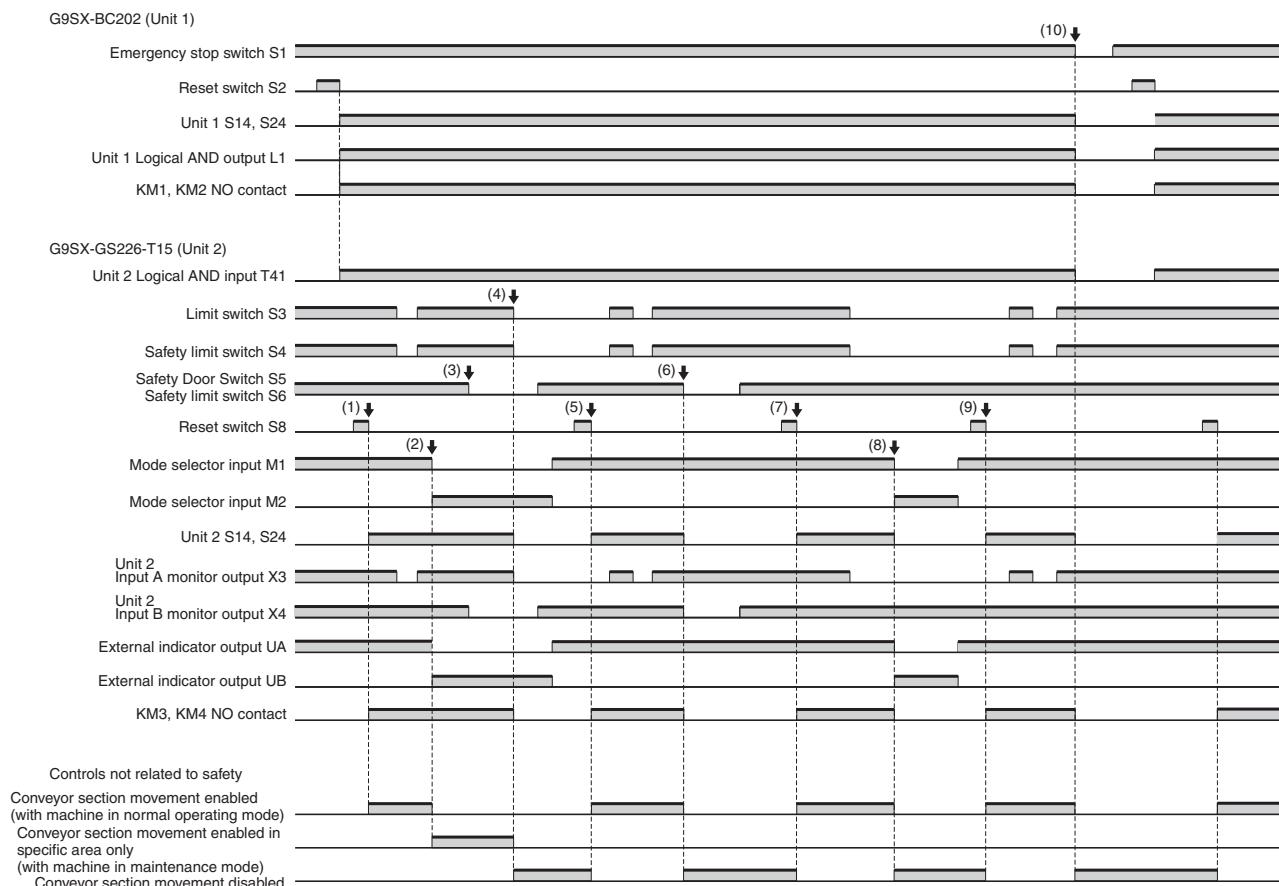 G9SX-BC202 (Unit 1)
(10)
Emergency stop switch S1
Reset switch S2
Unit 1 S14, S24
Unit 1 Logical AND output L1
KM1, KM2 NO contact
G9SX-GS226-T15 (Unit 2)
Unit 2 Logical AND input T41
(4)
Limit switch S3
Safety limit switch S4
(3)
(6)
Safety Door Switch S5
Safety limit switch S6
(1)
(5)
(7)
(9)
Reset switch S8
(2)
(8)
Mode selector input M1
Mode selector input M2
Unit 2 S14, S24
Unit 2
Input A monitor output X3
Unit 2
Input B monitor output X4
External indicator output UA
External indicator output UB
KM3, KM4 NO contact
Controls not related to safety
Conveyor section movement enabled
(with machine in normal operating mode)
Conveyor section movement enabled in
specific area only
(with machine in maintenance mode)
Conveyor section movement disabled